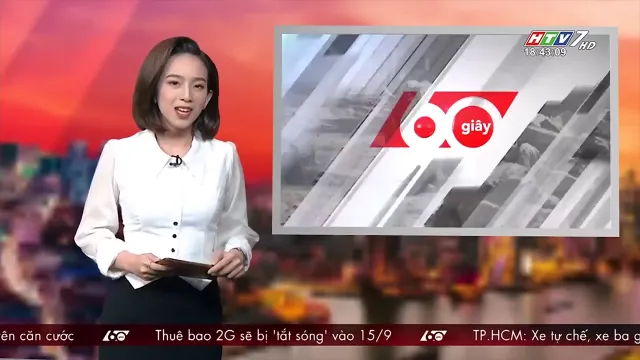 HTV7 HD
18:43:09
60 giây
ên căn cước 60 Thuê bao 2G sẽ bị 'tắt sóng' vào 15/9 60 TP.HCM: Xe tự chế, xe ba g